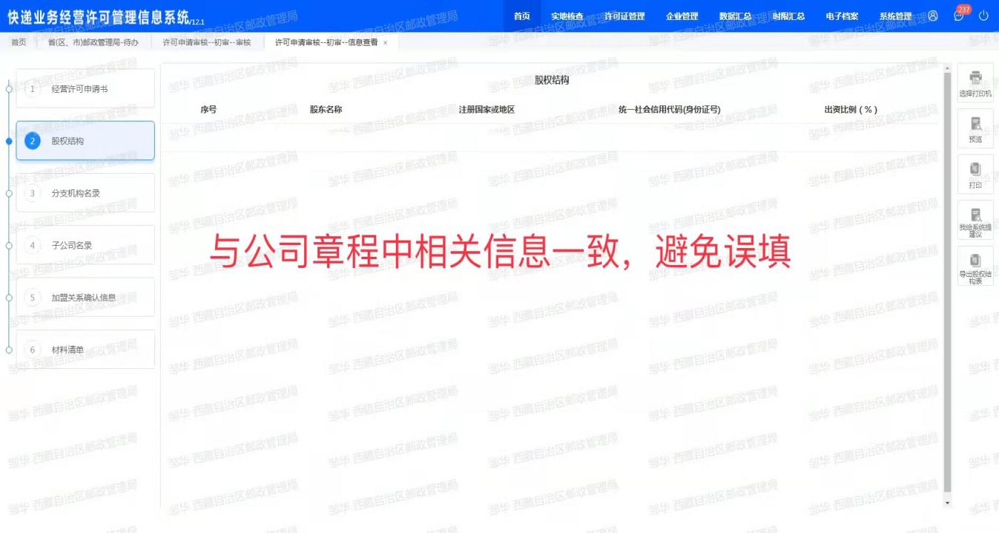 快递业务经营许可管理信息系统V12.1
首页 实地核查 许可证管理 企业管理 数据汇总 时限汇总 电子档案 系统管理 237
首页 省(区、市)邮政管理局-待办 许可申请审核--初审--审核 许可申请审核--初审--信息查看 ×
1 经营许可申请书
2 股权结构
3 分支机构名录
4 子公司名录
5 加盟关系确认信息
6 材料清单
股权结构
序号 股东名称 注册国家或地区 统一社会信用代码(身份证号) 出资比例(%)
与公司章程中相关信息一致，避免误填
选择打印机
预览
打印
我给系统提
建议
导出股权结
构表
邹华 西藏自治区邮政管理局